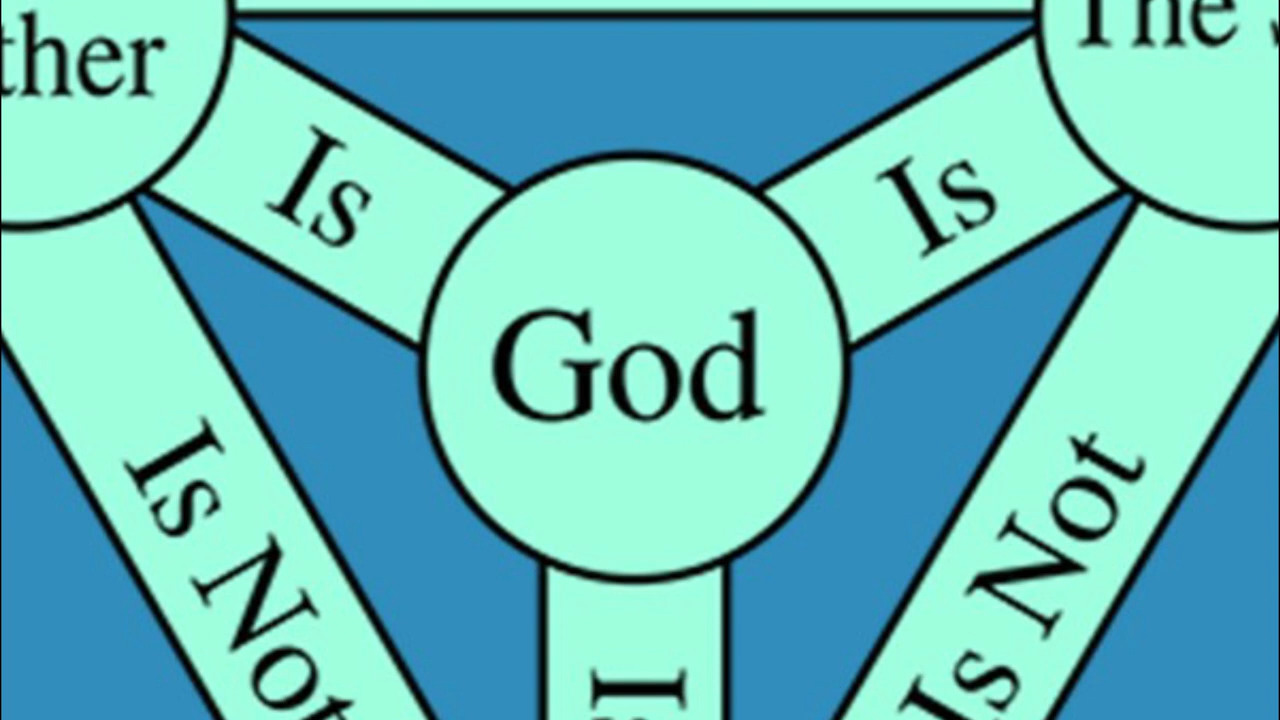 ther
The
Is
Is
God
Is Not
Is Not